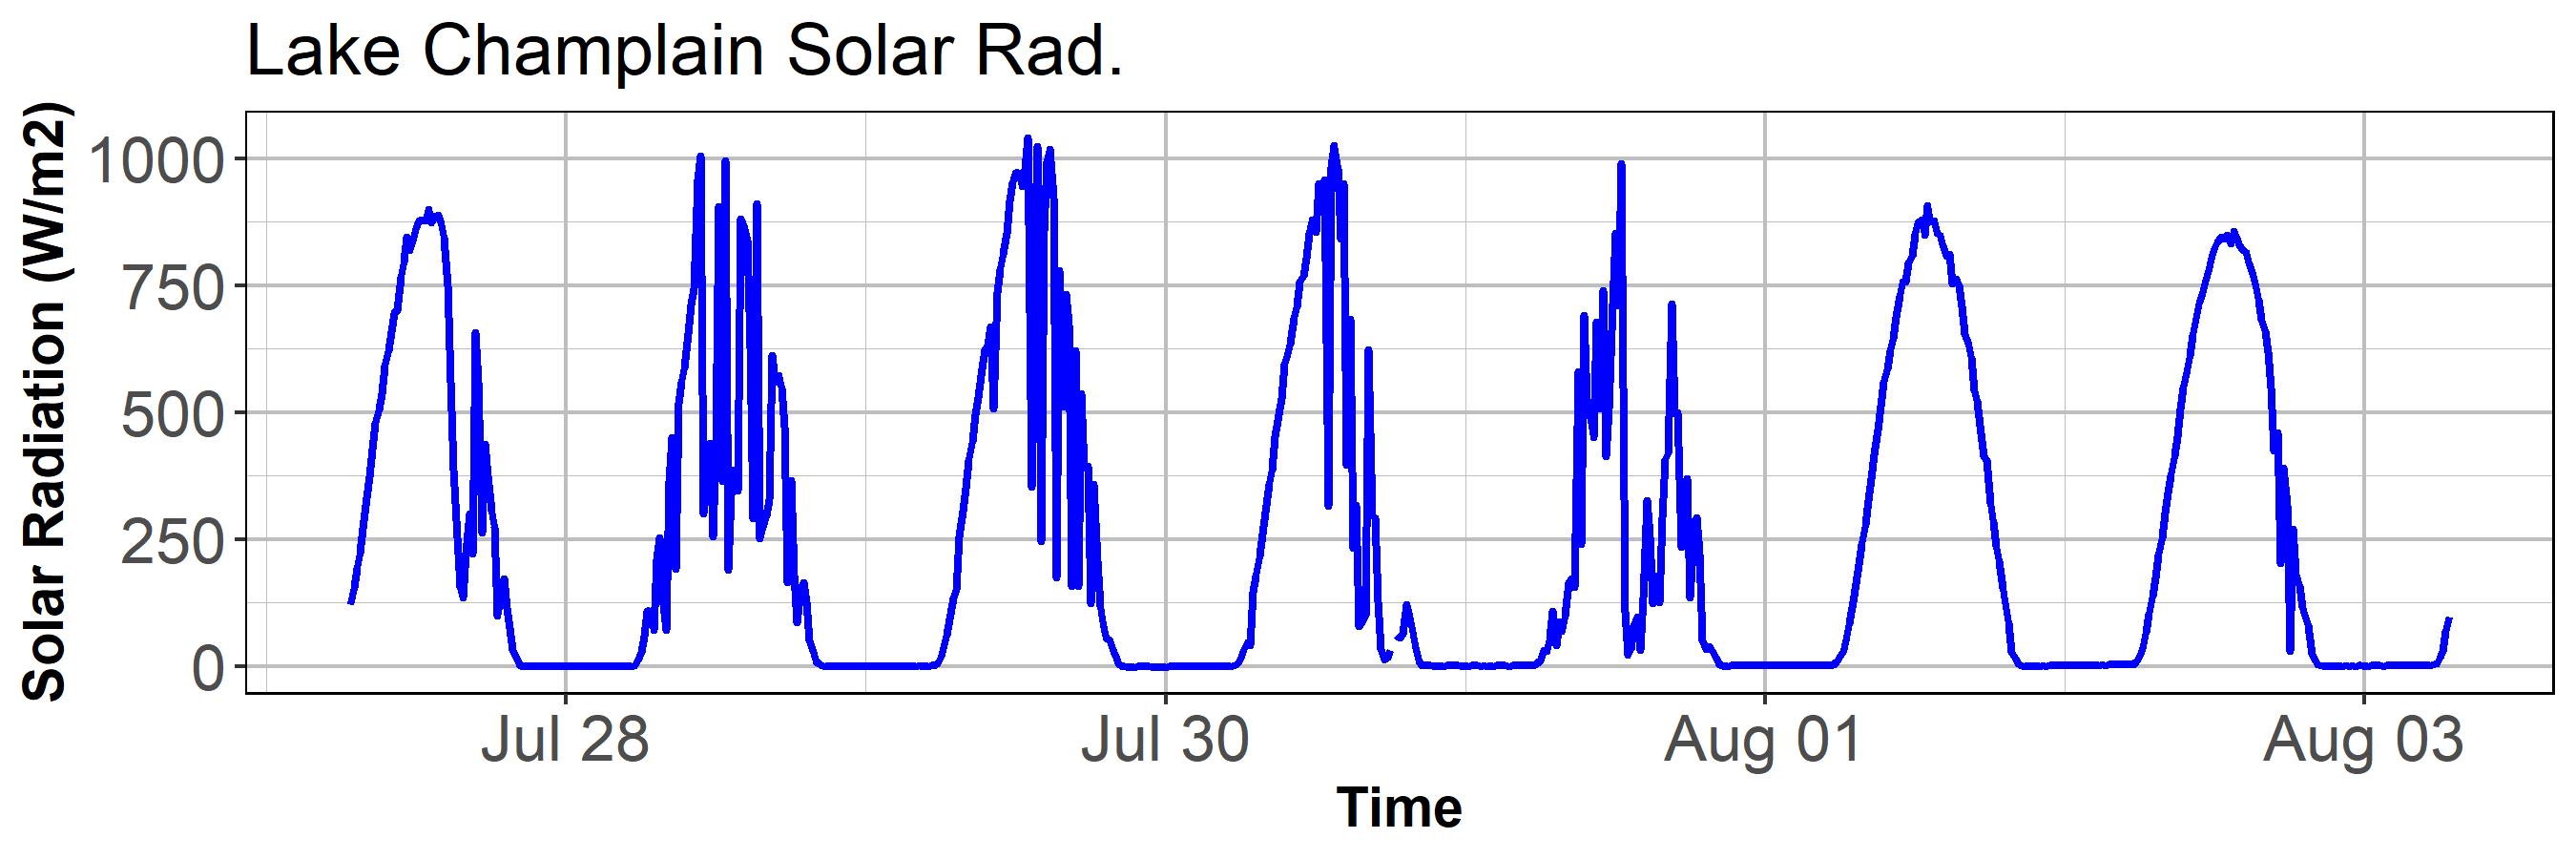 Lake Champlain Solar Rad.
Solar Radiation (W/m2)
1000
750
500
250
0
Jul 28 Jul 30 Aug 01 Aug 03
Time